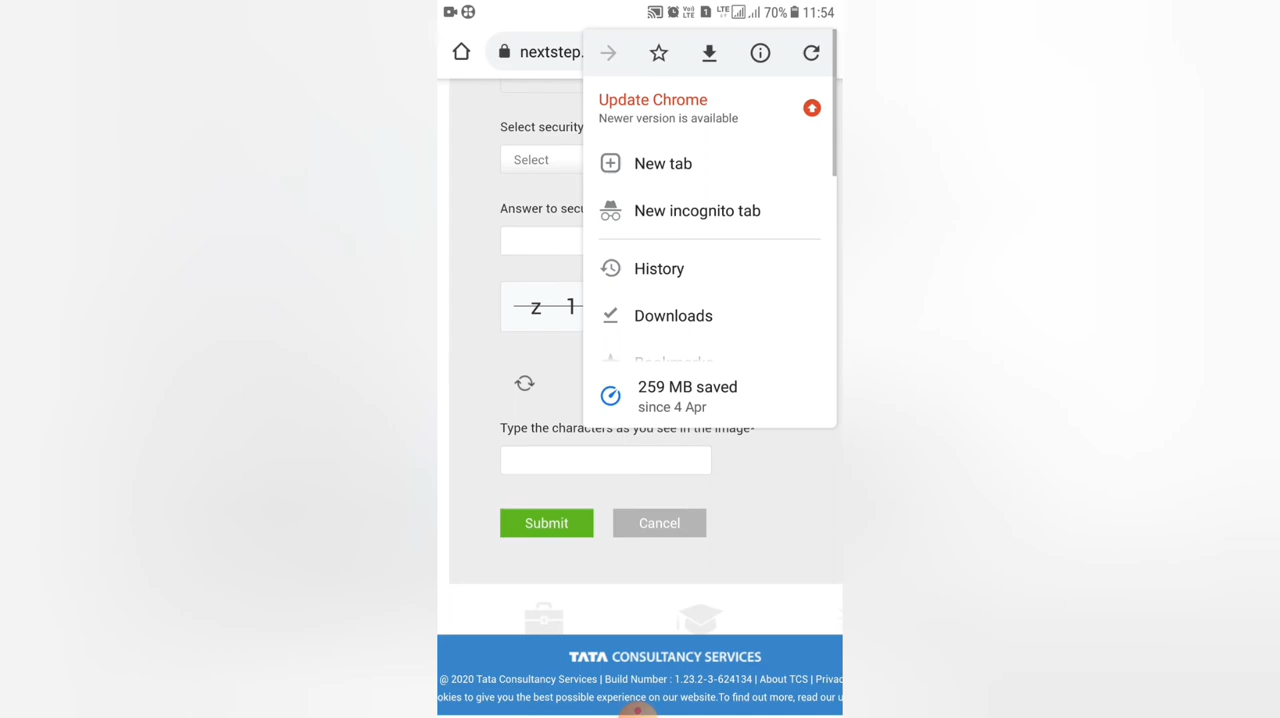 VoO LTE 1 LTE 70% 11:54
nextstep.
Update Chrome
Newer version is available
Select security
New tab
Select
New incognito tab
Answer to secu
History
z 1
Downloads
Bookmarks
259 MB saved
since 4 Apr
Type the characters as you see in the image*
Submit Cancel
TATA CONSULTANCY SERVICES
@ 2020 Tata Consultancy Services | Build Number : 1.23.2-3-624134 | About TCS | Privac
okies to give you the best possible experience on our website.To find out more, read our u